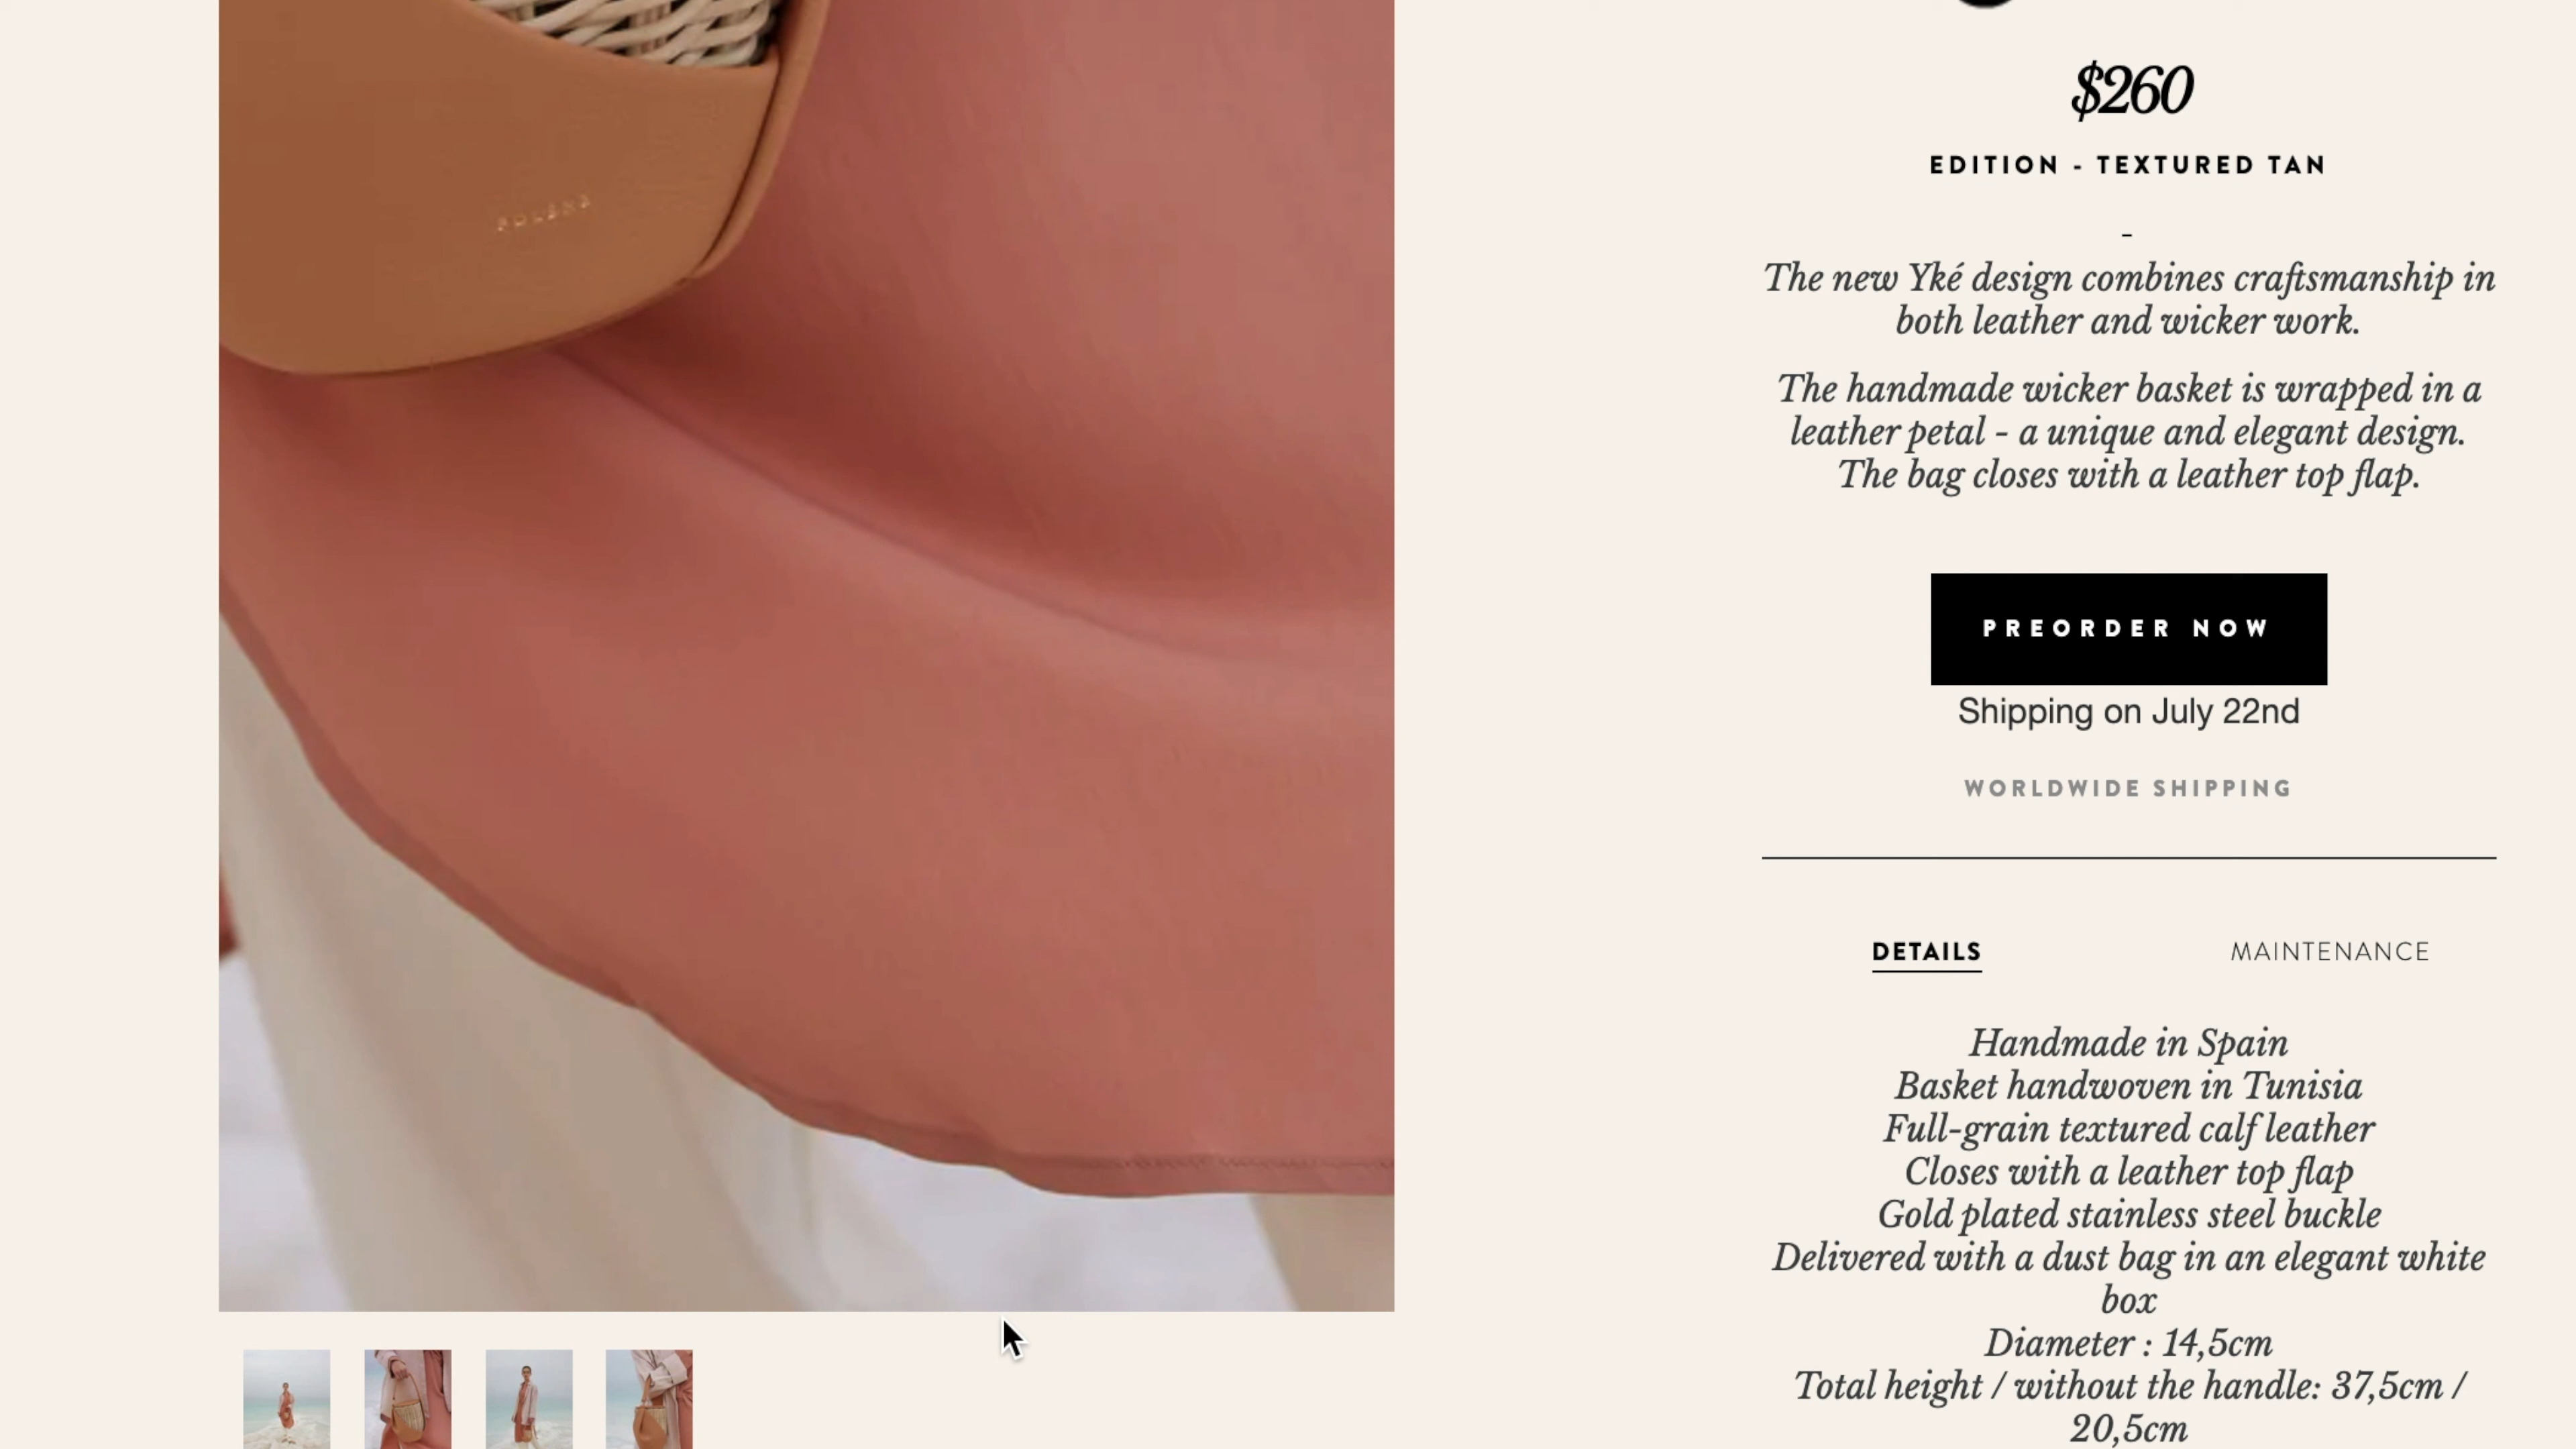 $260
EDITION - TEXTURED TAN
-
The new Yké design combines craftsmanship in
both leather and wicker work.
The handmade wicker basket is wrapped in a
leather petal - a unique and elegant design.
The bag closes with a leather top flap.
PREORDER NOW
Shipping on July 22nd
WORLDWIDE SHIPPING
DETAILS
MAINTENANCE
Handmade in Spain
Basket handwoven in Tunisia
Full-grain textured calf leather
Closes with a leather top flap
Gold plated stainless steel buckle
Delivered with a dust bag in an elegant white
box
Diameter : 14,5cm
Total height / without the handle: 37,5cm /
20,5cm